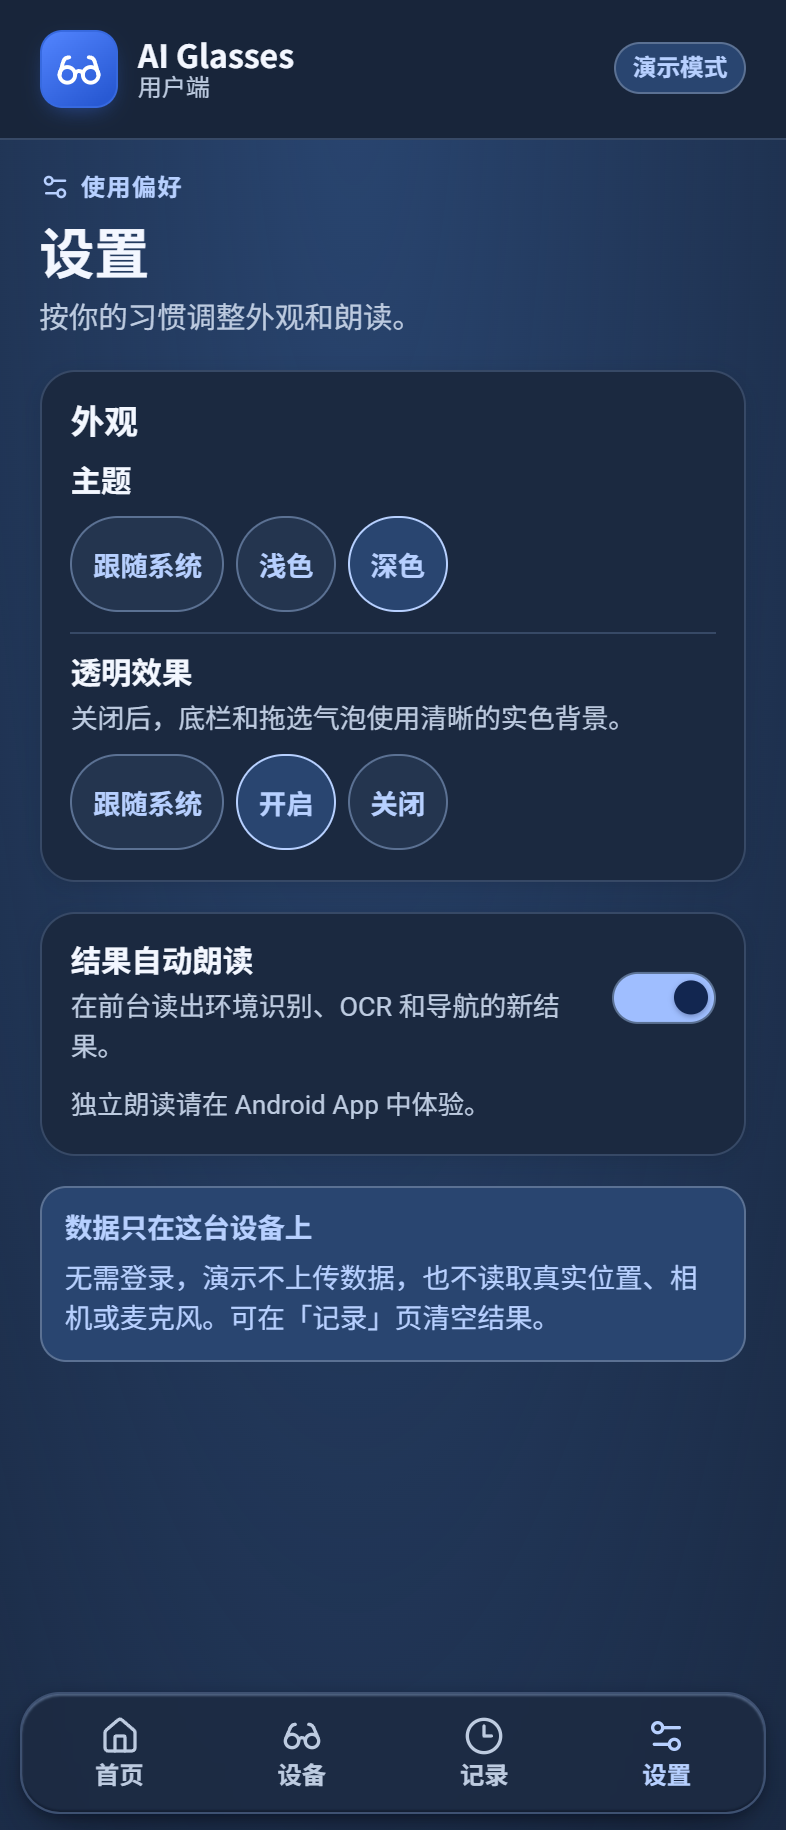 AI Glasses
用户端
演示模式
使用偏好
设置
按你的习惯调整外观和朗读。
外观
主题
跟随系统
浅色
深色
透明效果
关闭后，底栏和拖选气泡使用清晰的实色背景。
跟随系统
开启
关闭
结果自动朗读
在前台读出环境识别、OCR 和导航的新结
果。
独立朗读请在 Android App 中体验。
数据只在这台设备上
无需登录，演示不上传数据，也不读取真实位置、相
机或麦克风。可在「记录」页清空结果。
首页
设备
记录
设置